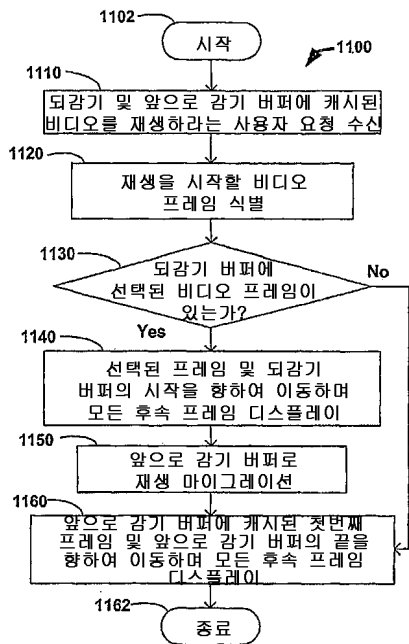 1102
시작
1100
1110
되감기 및 앞으로 감기 버퍼에 캐시된
비디오를 재생하라는 사용자 요청 수신
1120
재생을 시작할 비디오
프레임 식별
1130
되감기 버퍼에
선택된 비디오 프레임이
있는가?
No
Yes
1140
선택된 프레임 및 되감기
버퍼의 시작을 향하여 이동하며
모든 후속 프레임 디스플레이
1150
앞으로 감기 버퍼로
재생 마이그레이션
1160
앞으로 감기 버퍼에 캐시된 첫번째
프레임 및 앞으로 감기 버퍼의 끝을
향하여 이동하며 모든 후속 프레임
디스플레이
1162
종료